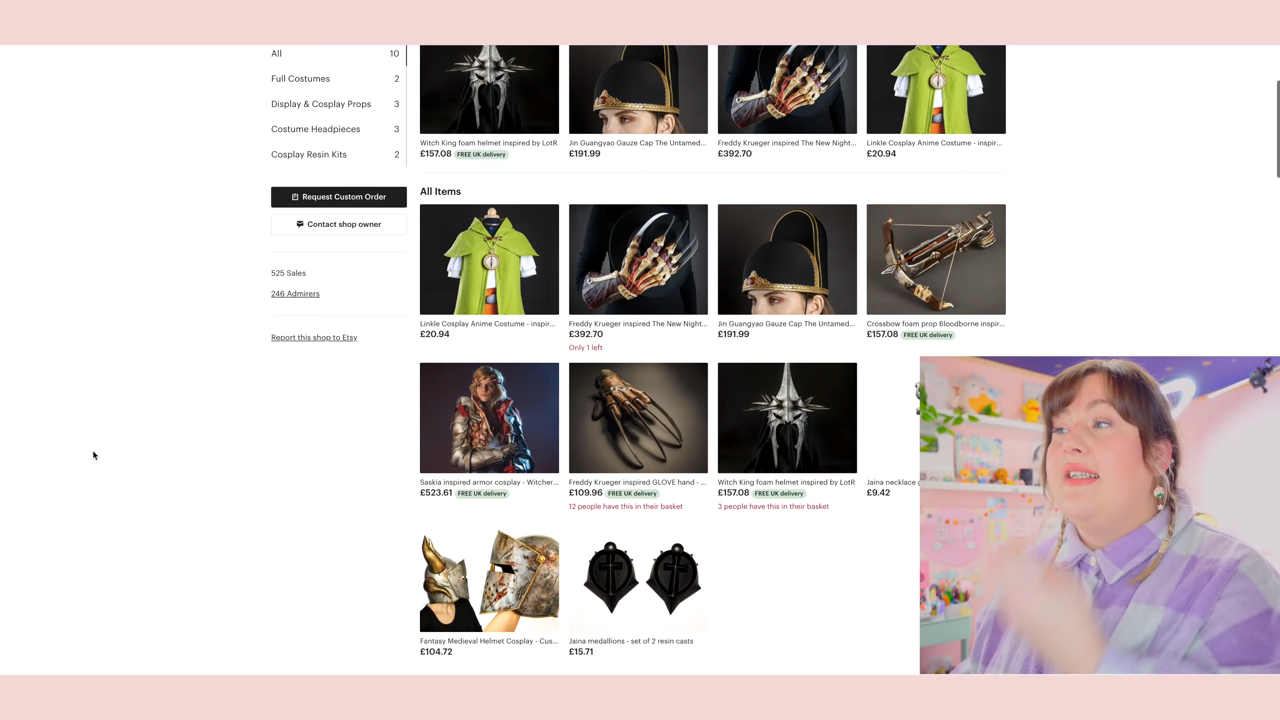 All 10
Full Costumes 2
Display & Cosplay Props 3
Costume Headpieces 3
Cosplay Resin Kits 2
Request Custom Order
Contact shop owner
525 Sales
246 Admirers
Report this shop to Etsy
Witch King foam helmet inspired by LotR
£157.08 FREE UK delivery
Jin Guangyao Gauze Cap The Untamed...
£191.99
Freddy Krueger inspired The New Night...
£392.70
Linkle Cosplay Anime Costume - inspir...
£20.94
All Items
Linkle Cosplay Anime Costume - inspir...
£20.94
Freddy Krueger inspired The New Night...
£392.70
Only 1 left
Jin Guangyao Gauze Cap The Untamed...
£191.99
Crossbow foam prop Bloodborne inspir...
£157.08 FREE UK delivery
Saskia inspired armor cosplay - Witcher...
£523.61 FREE UK delivery
Freddy Krueger inspired GLOVE hand - ...
£109.96 FREE UK delivery
12 people have this in their basket
Witch King foam helmet inspired by LotR
£157.08 FREE UK delivery
3 people have this in their basket
Jaina necklace
£9.42
Fantasy Medieval Helmet Cosplay - Cus...
£104.72
Jaina medallions - set of 2 resin casts
£15.71